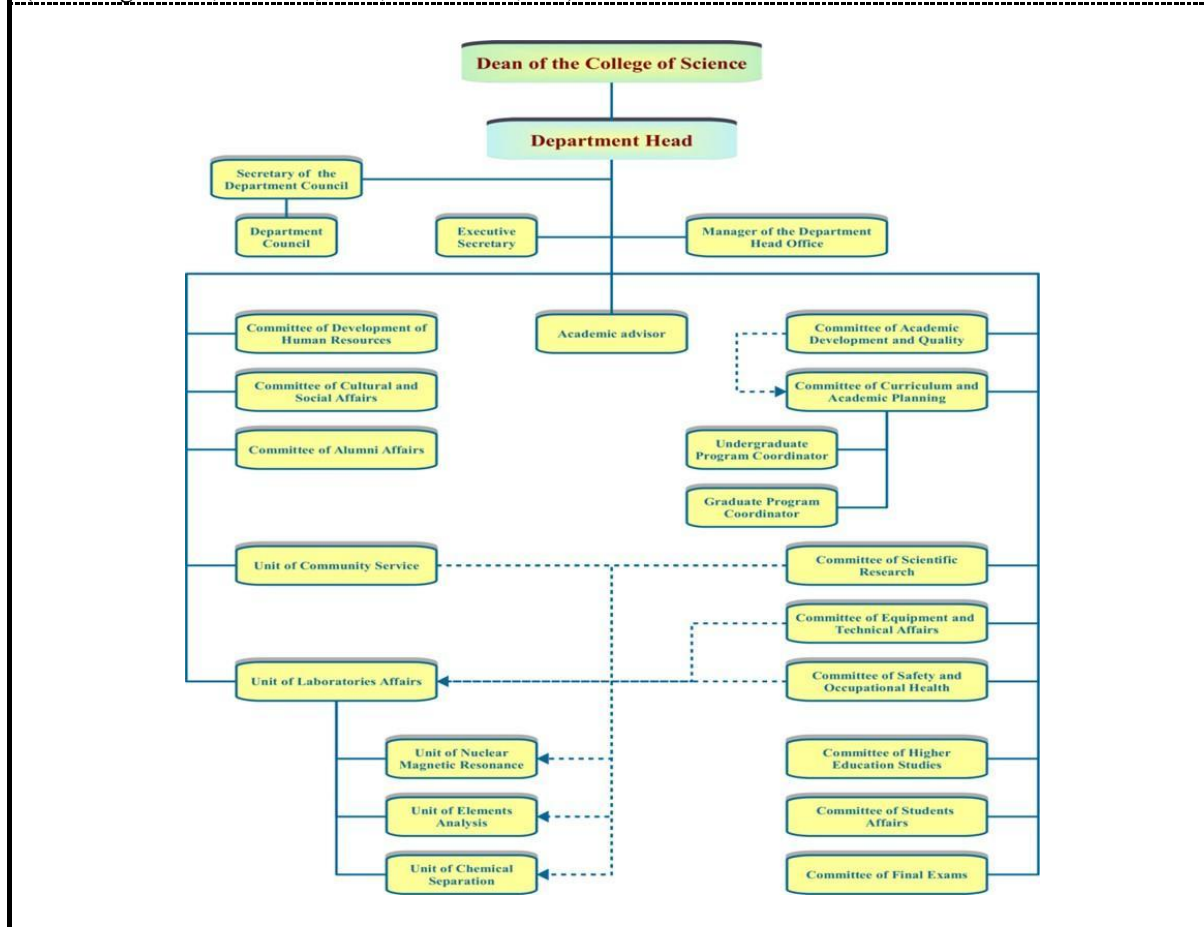 Dean of the College of Science
Department Head
Secretary of the
Department Council
Department
Council
Executive
Secretary
Manager of the Department
Head Office
Committee of Development of
Human Resources
Academic advisor
Committee of Academic
Development and Quality
Committee of Cultural and
Social Affairs
Committee of Curriculum and
Academic Planning
Committee of Alumni Affairs
Undergraduate
Program Coordinator
Graduate Program
Coordinator
Unit of Community Service
Committee of Scientific
Research
Committee of Equipment and
Technical Affairs
Unit of Laboratories Affairs
Committee of Safety and
Occupational Health
Unit of Nuclear
Magnetic Resonance
Committee of Higher
Education Studies
Unit of Elements
Analysis
Committee of Students
Affairs
Unit of Chemical
Separation
Committee of Final Exams